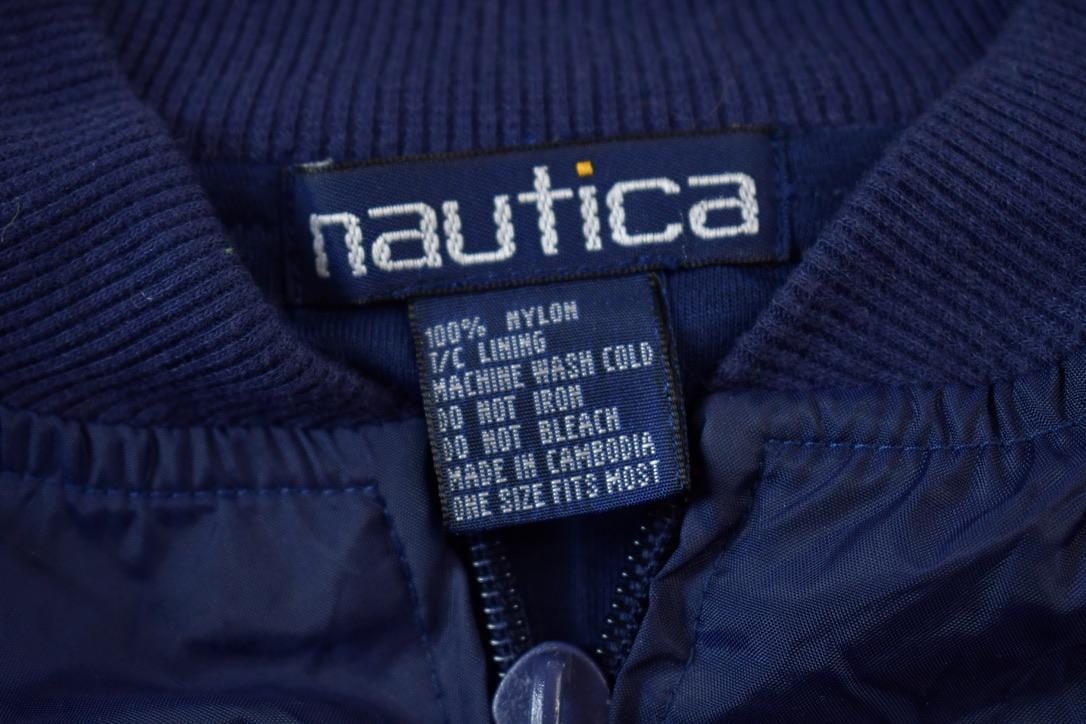 nautica
100% NYLON
T/C LINING
MACHINE WASH COLD
DO NOT IRON
DO NOT BLEACH
MADE IN CAMBODIA
ONE SIZE FITS MOST